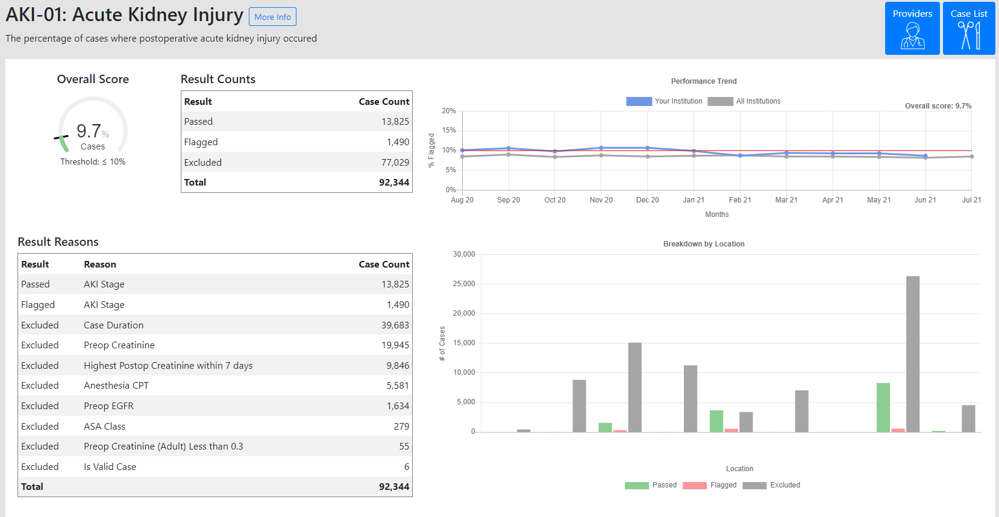 AKI-01: Acute Kidney Injury More Info
The percentage of cases where postoperative acute kidney injury occured
Providers
Case List
Overall Score
9.7%
Cases
Threshold: ≤ 10%
Result Counts
Result Case Count
Passed 13,825
Flagged 1,490
Excluded 77,029
Total 92,344
Performance Trend
Your Institution All Institutions
Overall score: 9.7%
% Flagged
20%
15%
10%
5%
0%
Aug 20 Sep 20 Oct 20 Nov 20 Dec 20 Jan 21 Feb 21 Mar 21 Apr 21 May 21 Jun 21 Jul 21
Months
Result Reasons
Result Reason Case Count
Passed AKI Stage 13,825
Flagged AKI Stage 1,490
Excluded Case Duration 39,683
Excluded Preop Creatinine 19,945
Excluded Highest Postop Creatinine within 7 days 9,846
Excluded Anesthesia CPT 5,581
Excluded Preop EGFR 1,634
Excluded ASA Class 279
Excluded Preop Creatinine (Adult) Less than 0.3 55
Excluded Is Valid Case 6
Total 92,344
Breakdown by Location
# of Cases
30,000
25,000
20,000
15,000
10,000
5,000
0
Location
Passed Flagged Excluded